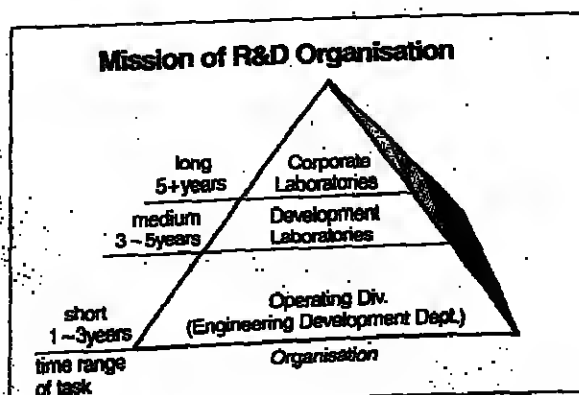 Mission of R&D Organisation
long
5+years
Corporate
Laboratories
medium
3~5years
Development
Laboratories
short
1~3years
Operating Div.
(Engineering Development Dept.)
time range
of task
Organisation